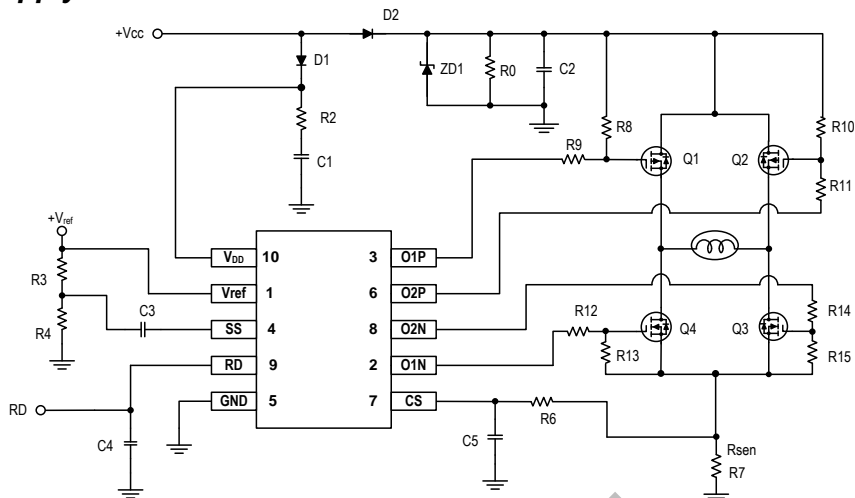 D2
+Vcc
D1
ZD1
R0
C2
R2
R8
R10
C1
R9
Q1
Q2
R11
+Vref
VDD 10
3 O1P
R3
Vref 1
6 O2P
R4
C3
SS 4
8 O2N
R12
R14
Q4
Q3
RD 9
2 O1N
R13
R15
RD
GND 5
7 CS
R6
C4
C5
Rsen
R7